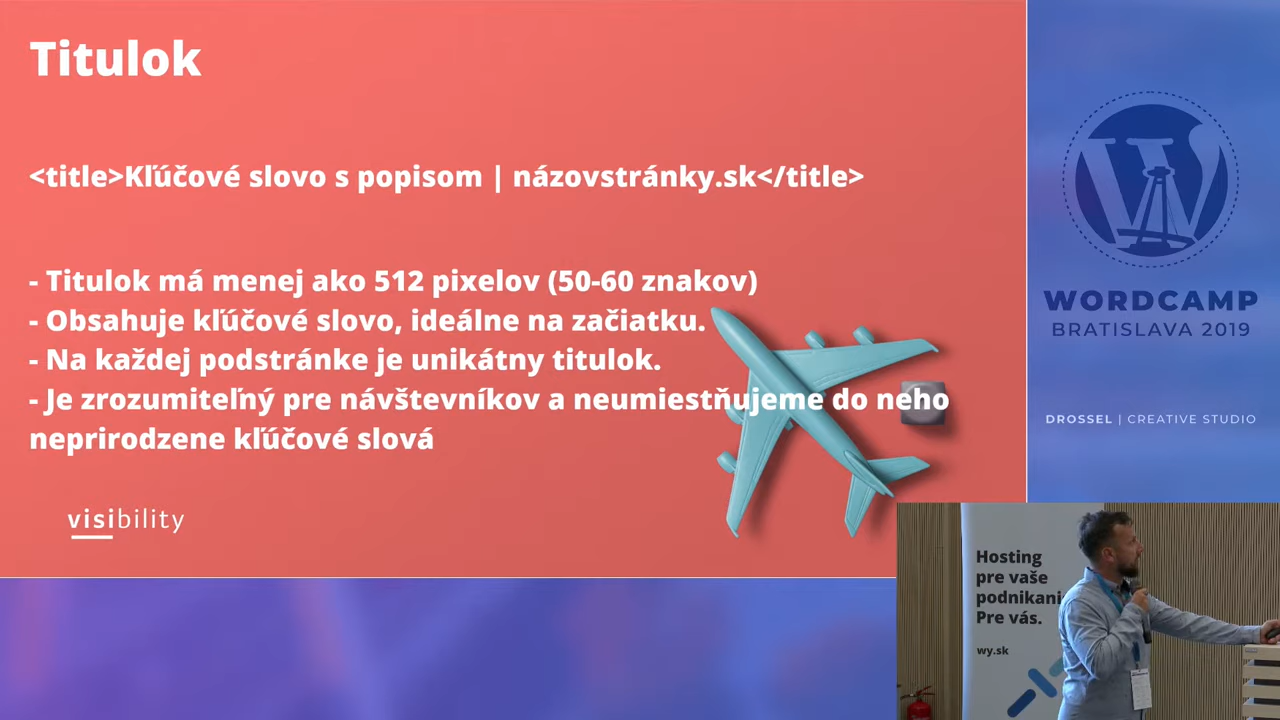 Titulok
<title>Kľúčové slovo s popisom | názovstránky.sk</title>
- Titulok má menej ako 512 pixelov (50-60 znakov)
- Obsahuje kľúčové slovo, ideálne na začiatku.
- Na každej podstránke je unikátny titulok.
- Je zrozumiteľný pre návštevníkov a neumiestňujeme do neho
neprirodzene kľúčové slová
visibility
WORDCAMP
BRATISLAVA 2019
DROSSEL | CREATIVE STUDIO
Hosting
pre vaše
podnikani
Pre vás.
wy.sk